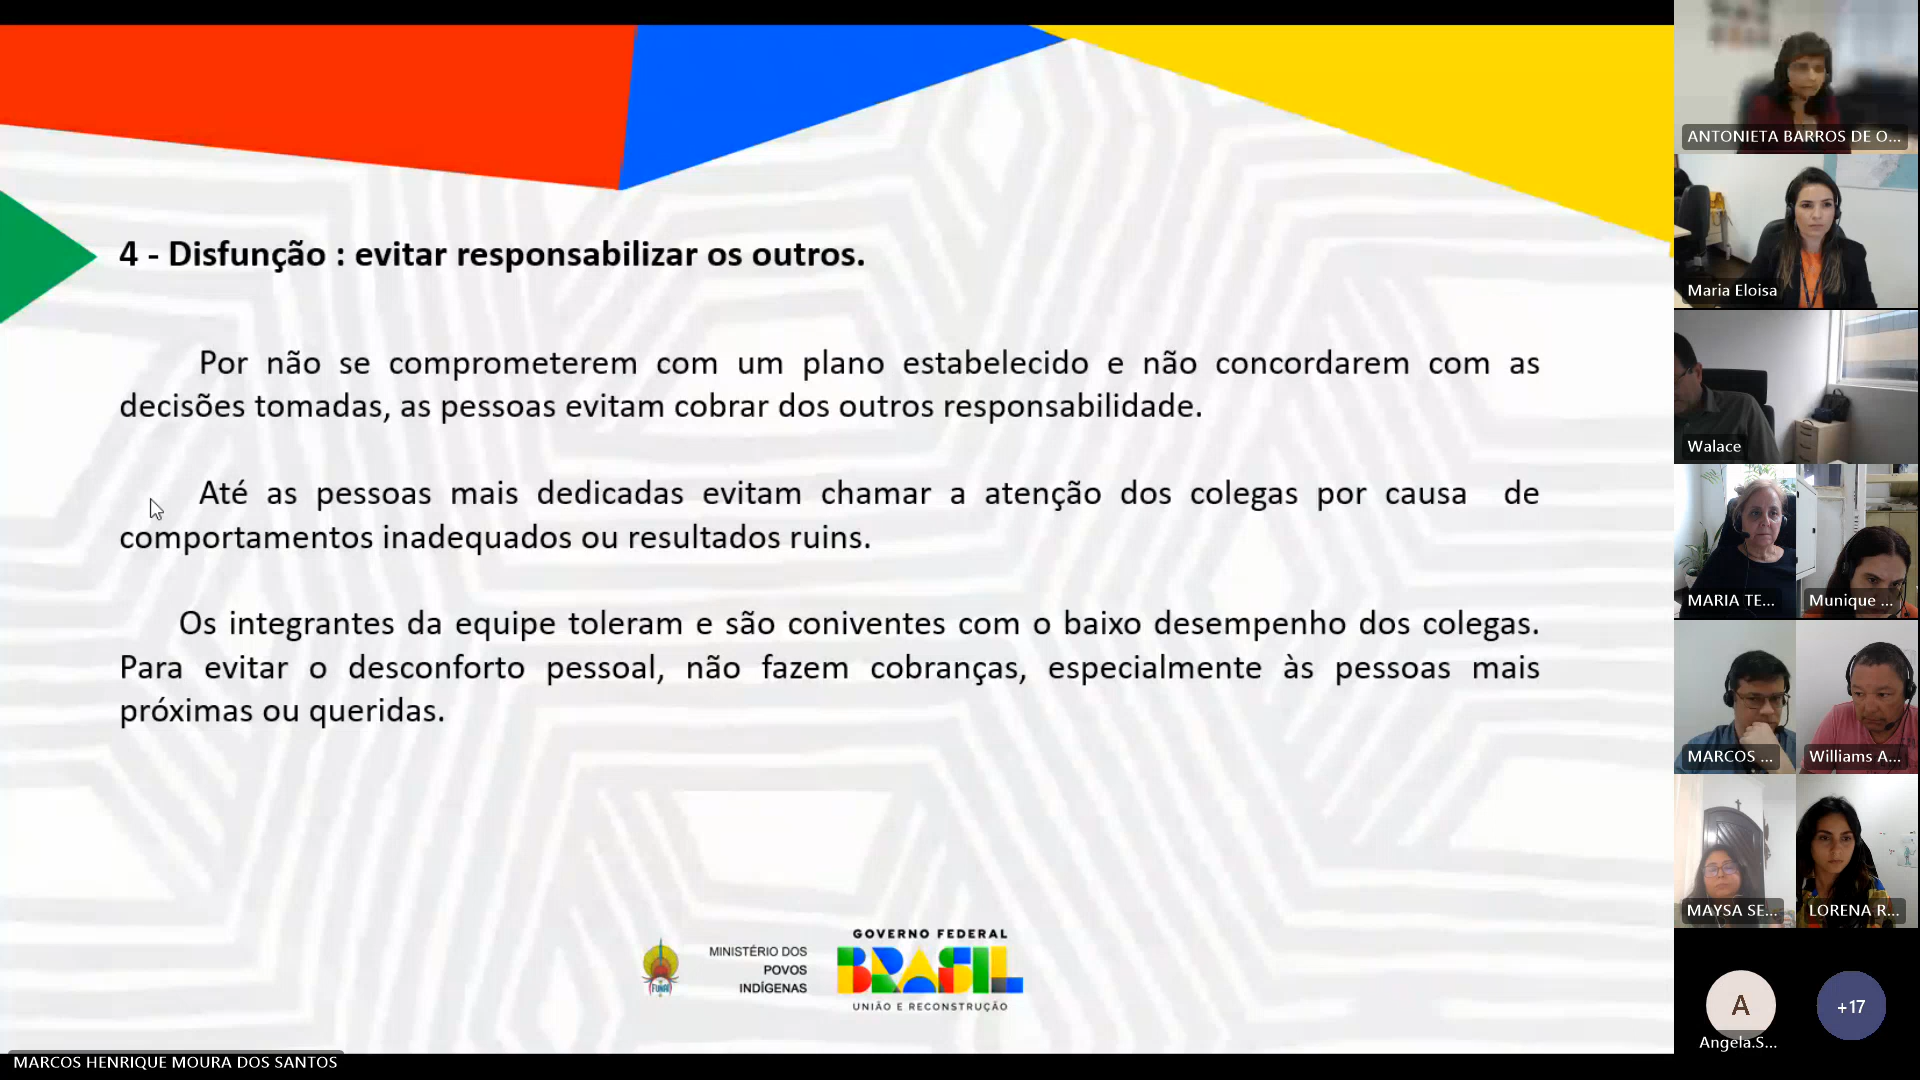 4 - Disfunção : evitar responsabilizar os outros.
Por não se comprometerem com um plano estabelecido e não concordarem com as
decisões tomadas, as pessoas evitam cobrar dos outros responsabilidade.
Até as pessoas mais dedicadas evitam chamar a atenção dos colegas por causa de
comportamentos inadequados ou resultados ruins.
Os integrantes da equipe toleram e são coniventes com o baixo desempenho dos colegas.
Para evitar o desconforto pessoal, não fazem cobranças, especialmente às pessoas mais
próximas ou queridas.
FUNAI
MINISTÉRIO DOS
POVOS
INDÍGENAS
GOVERNO FEDERAL
BRASIL
UNIÃO E RECONSTRUÇÃO
MARCOS HENRIQUE MOURA DOS SANTOS
ANTONIETA BARROS DE O...
Maria Eloisa
Walace
MARIA TE...
Munique ...
MARCOS ...
Williams A...
MAYSA SE...
LORENA R...
A
Angela.S...
+17